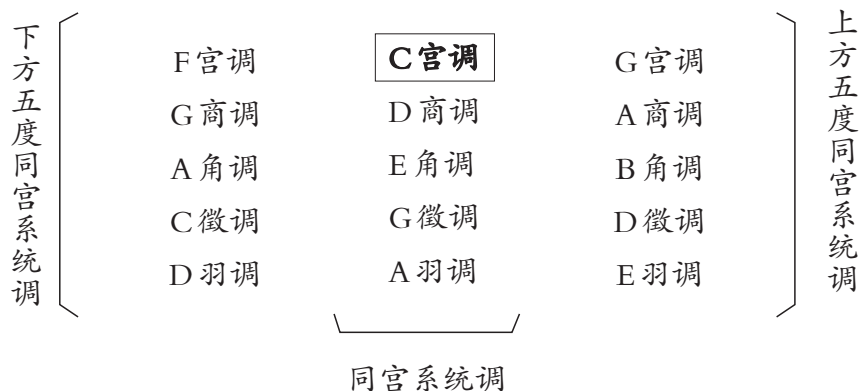 下方五度同宫系统调
F宫调 C宫调 G宫调
G商调 D商调 A商调
A角调 E角调 B角调
C徵调 G徵调 D徵调
D羽调 A羽调 E羽调
上方五度同宫系统调
同宫系统调